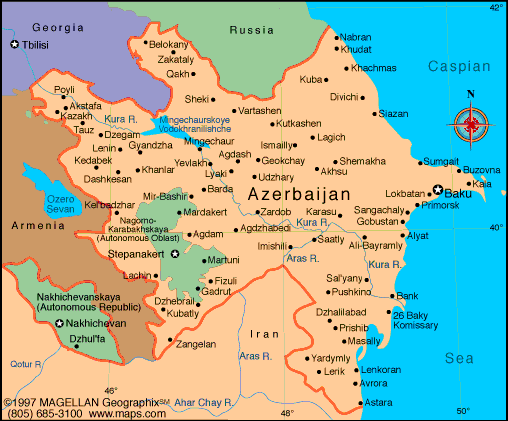 42°
Georgia
Russia
Tbilisi
Nabran
Khudat
Belokany
Zakataly
Qakh
Khachmas
Caspian
Kuba
Poyli
Sheki
Divichi
N
Akstafa
Kazakh
Kura R.
Mingechaurskoye
Vodokhranilishche
Vartashen
Siazan
Tauz
Kutkashen
Dzegam
Lagich
Lenin
Gyandzha
Mingechaur
Ismailly
Kedabek
Yevlakh
Agdash
Geokchay
Shemakha
Sumgait
Buzovna
Khanlar
Lyaki
Akhsu
Dashkesan
Udzhary
Kala
Barda
Azerbaijan
Lokbatan
Baku
Ozero
Sevan
Mir-Bashir
Primorsk
Kerbadzhar
Mardakert
Zardob
Karasu
Sangachaly
Nagorno-
Karabakhskaya
(Autonomous Oblast)
Kura R.
Gobustan
Armenia
Agdam
Agdzhabedi
Alyat
40°
Imishili
Saatly
Ali-Bayramly
Stepanakert
Aras R.
Martuni
Kura R.
Lachin
Sal'yany
Nakhichevanskaya
(Autonomous Republic)
Fizuli
Gadrut
Pushkino
Bank
Dzhebrail
Kubatly
Dzhalilabad
26 Baky
Komissary
Nakhichevan
Prishib
Iran
Masally
Dzhul'fa
Zangelan
Sea
Qotur R.
Aras R.
Yardymly
Lerik
Lenkoran
Avrora
46°
©1997 MAGELLAN Geographix℠
Ahar Chay R.
48°
Astara
50°
(805) 685-3100 www.maps.com